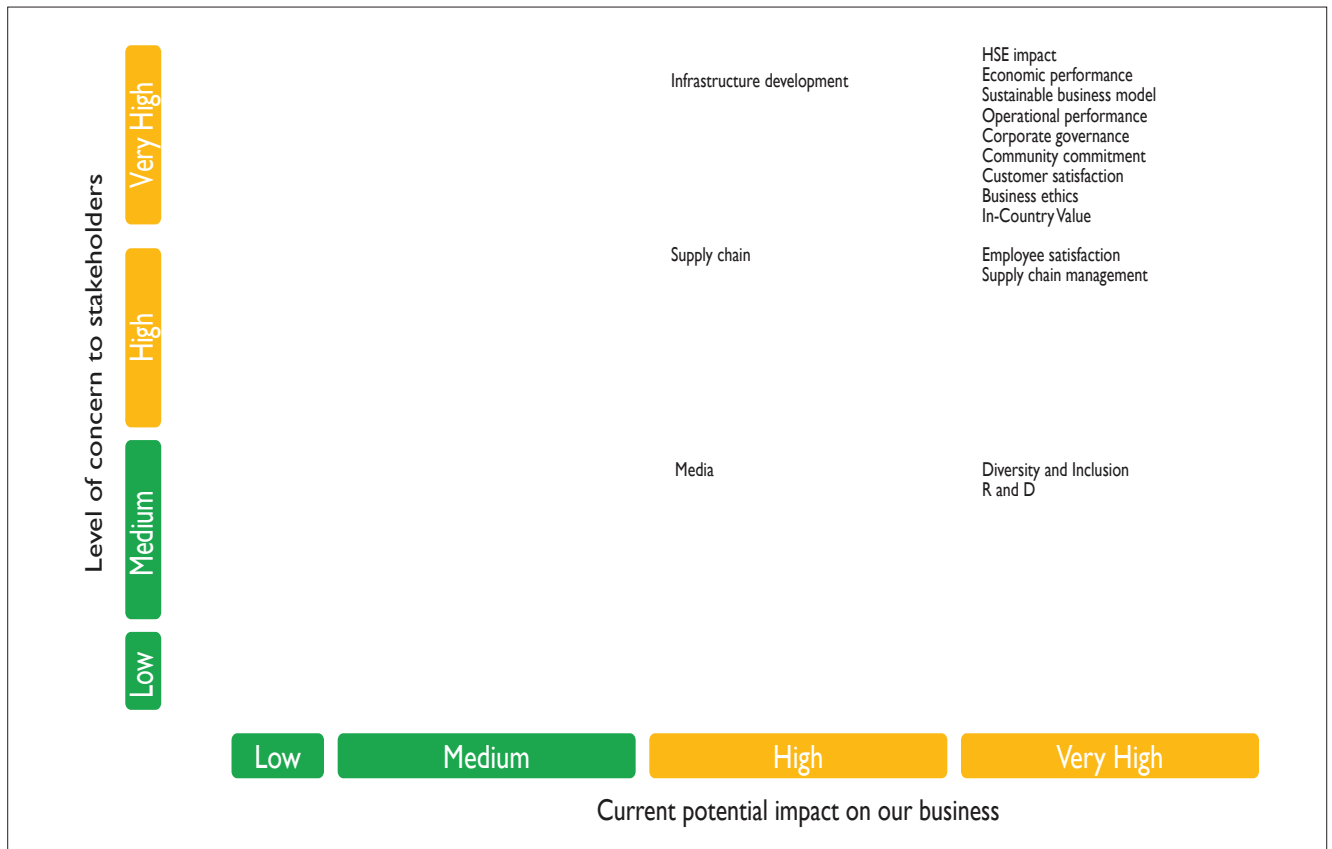 Level of concern to stakeholders
Very High
High
Medium
Low
Infrastructure development
HSE impact
Economic performance
Sustainable business model
Operational performance
Corporate governance
Community commitment
Customer satisfaction
Business ethics
In-Country Value
Supply chain
Employee satisfaction
Supply chain management
Media
Diversity and Inclusion
R and D
Low
Medium
High
Very High
Current potential impact on our business